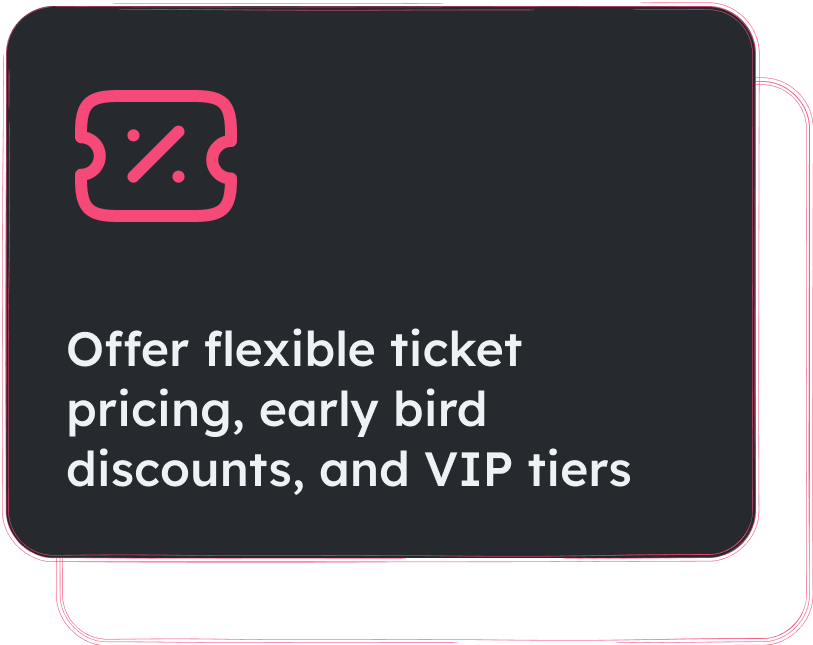 Offer flexible ticket
pricing, early bird
discounts, and VIP tiers